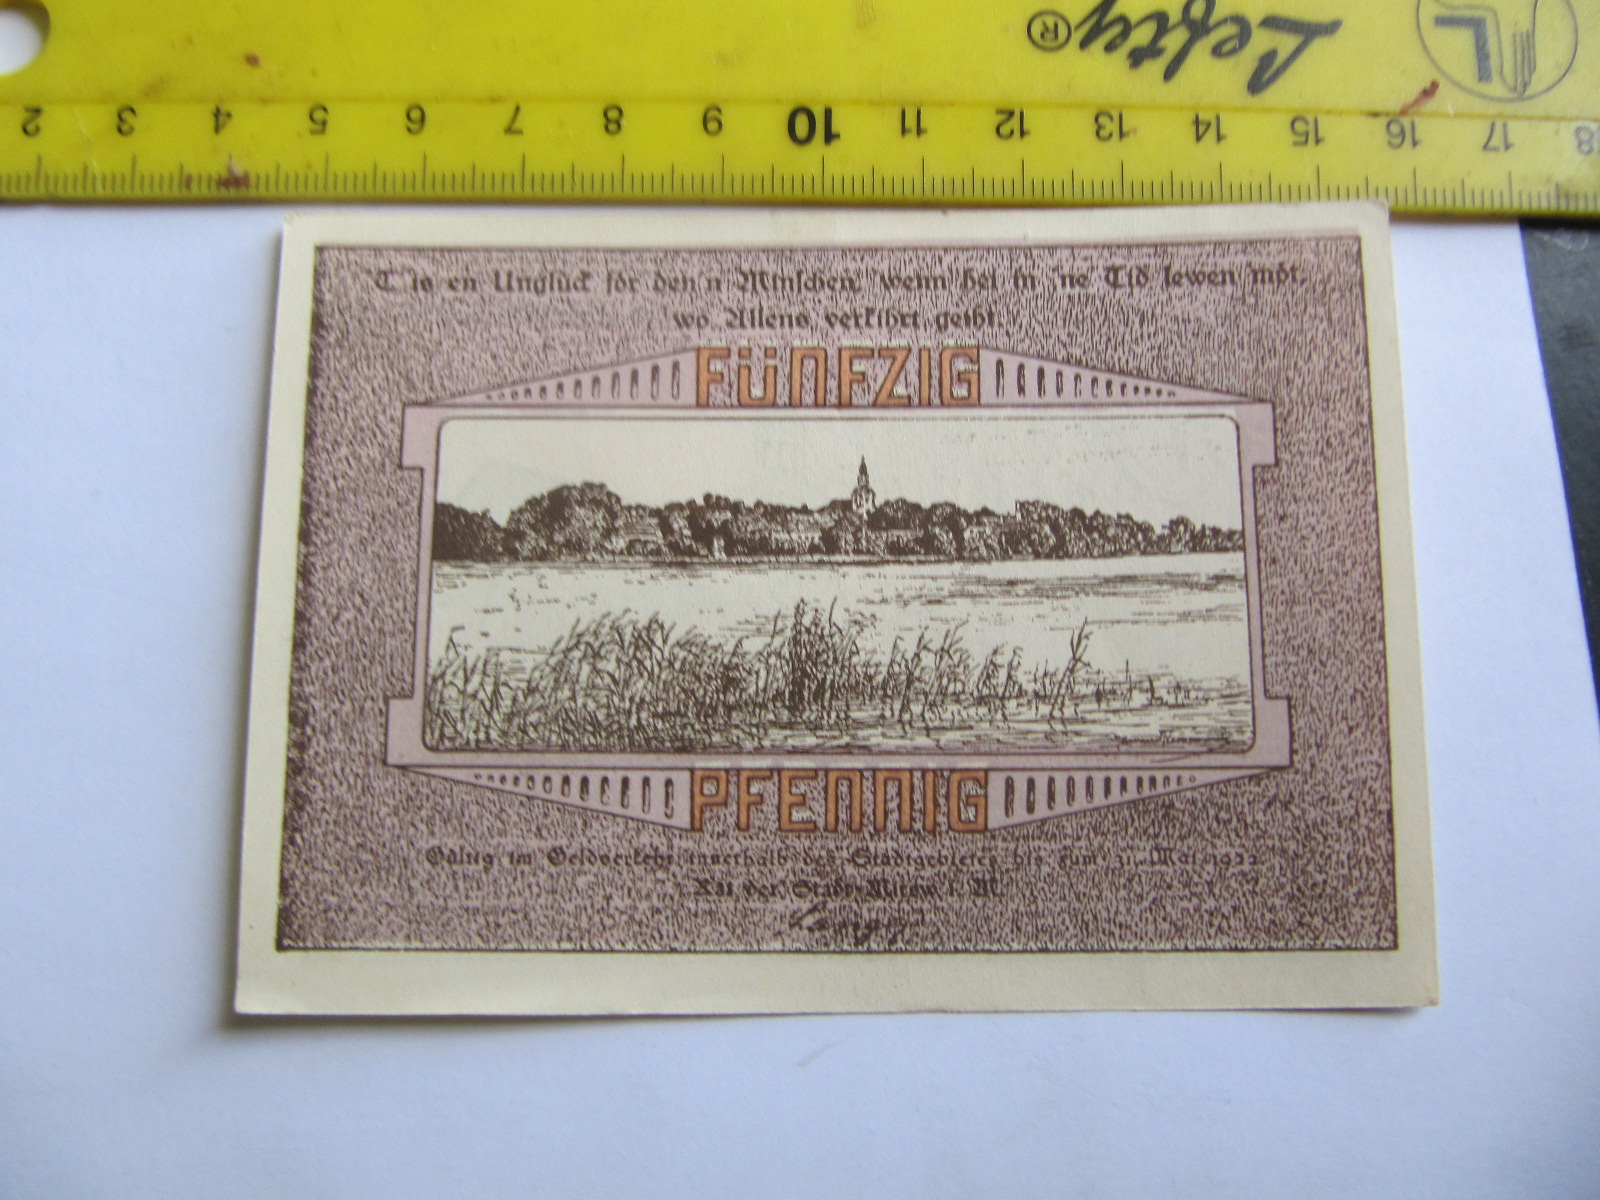 Lefty®
2 3 4 5 6 7 8 9 10 11 12 13 14 15 16 17 18
T is en Unglück för den'n Minschen, wenn hei in 'ne Tid lewen möt,
wo Allens verkihrt geiht.
FÜNFZIG
PFENNIG
Gültig im Geldverkehr innerhalb des Stadtgebietes bis zum 31. Mai 1922
Rat der Stadt Mirow i. M.